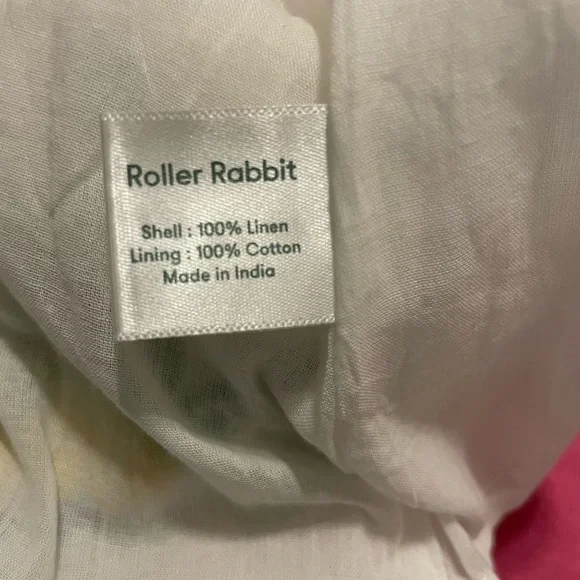 Roller Rabbit
Shell : 100% Linen
Lining : 100% Cotton
Made in India